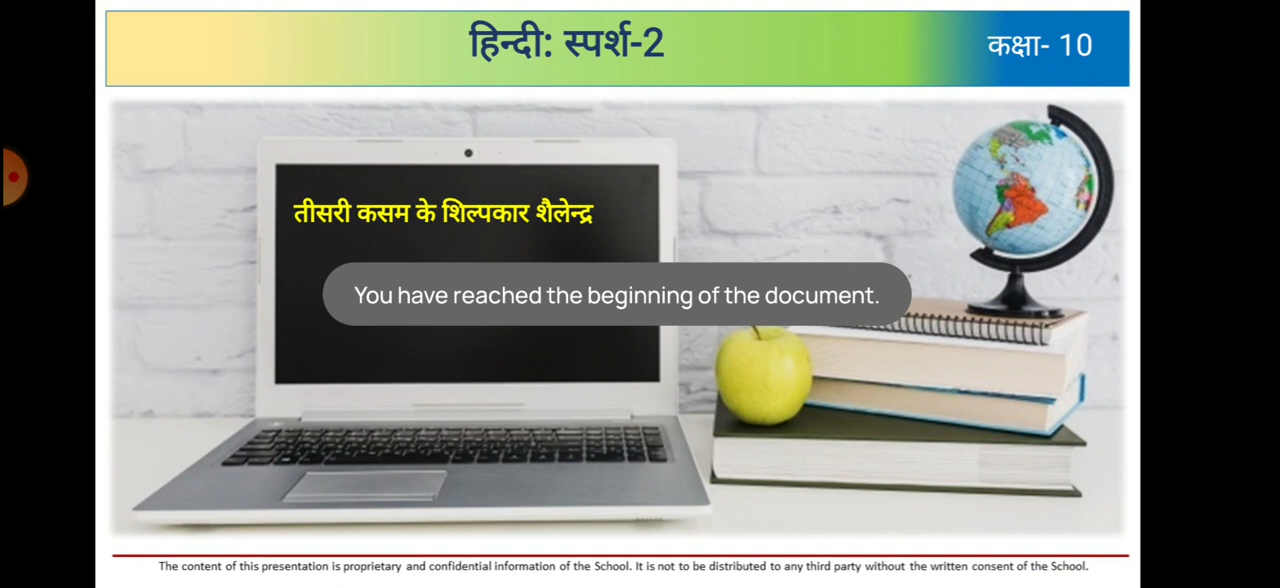 हिन्दी: स्पर्श-2
कक्षा- 10
तीसरी कसम के शिल्पकार शैलेन्द्र
You have reached the beginning of the document.
The content of this presentation is proprietary and confidential information of the School. It is not to be distributed to any third party without the written consent of the School.